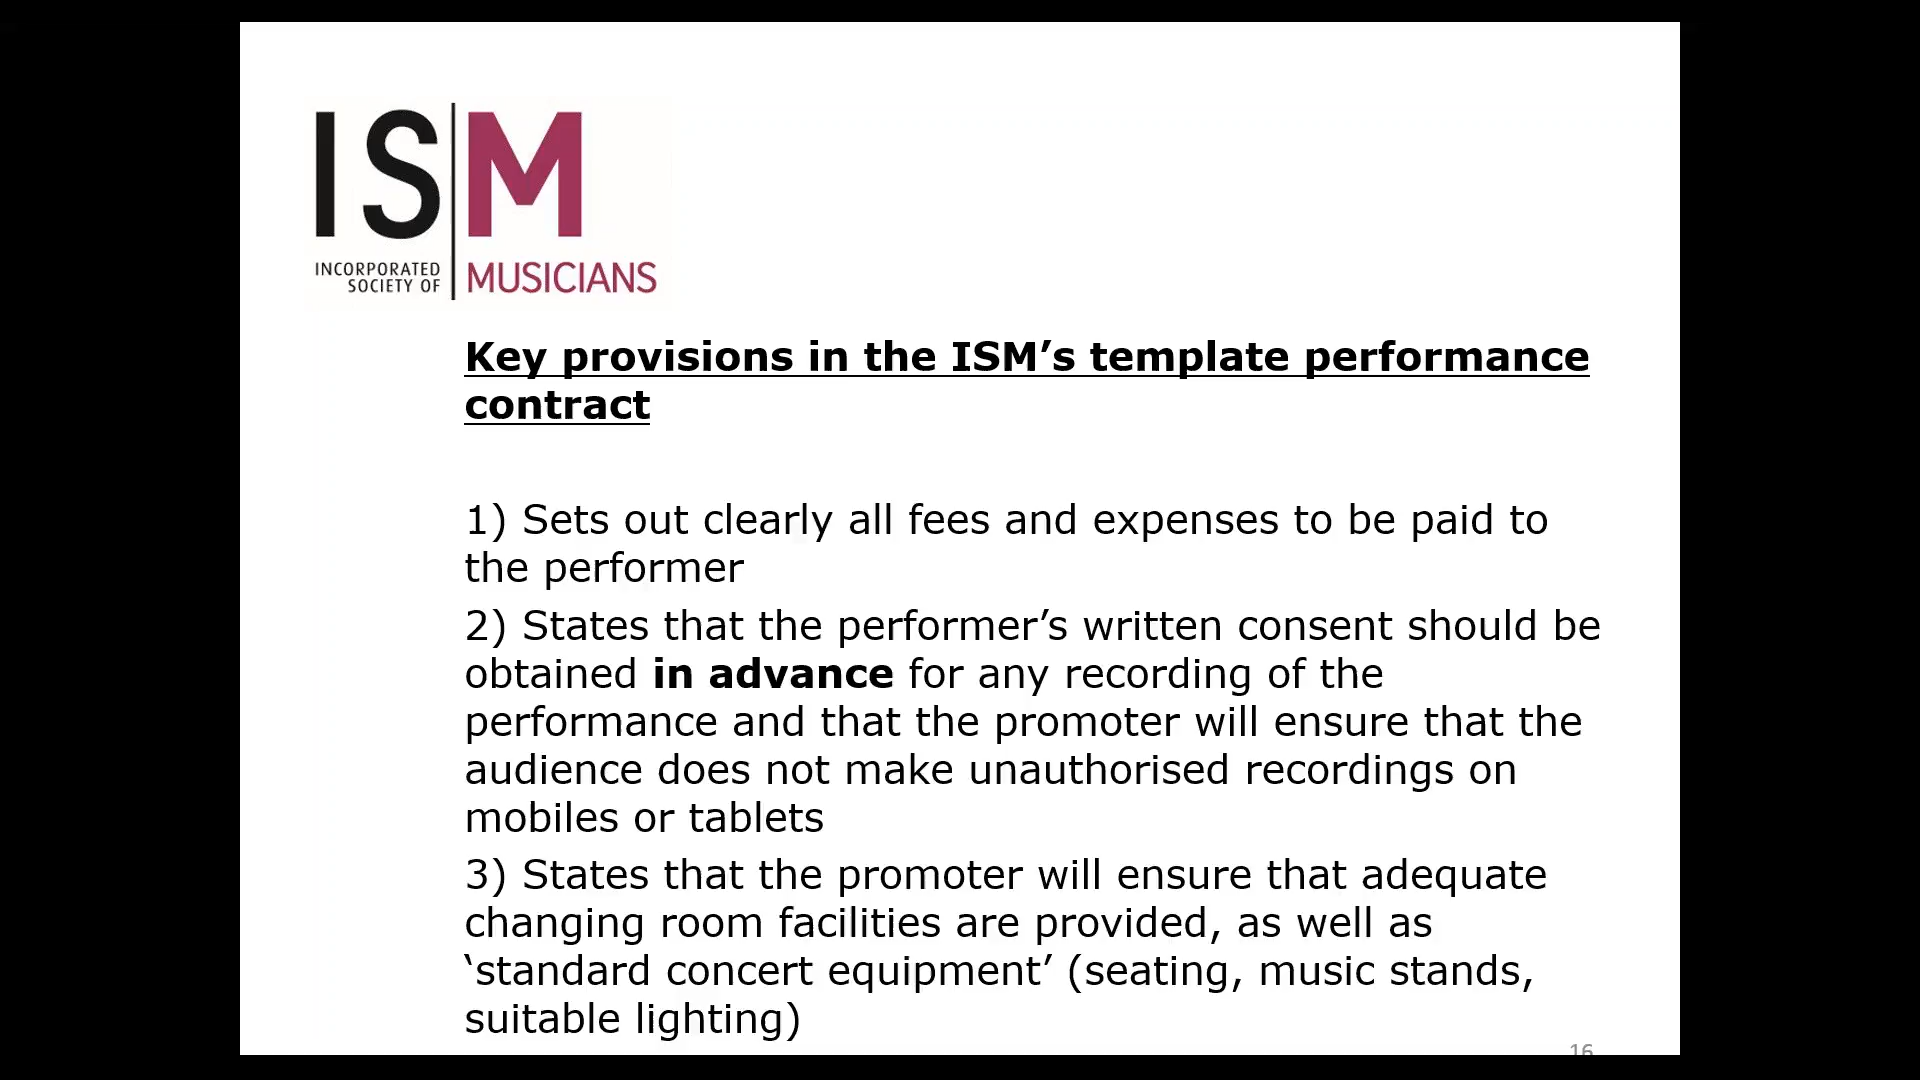 ISM
INCORPORATED
SOCIETY OF
MUSICIANS
Key provisions in the ISM’s template performance
contract
1) Sets out clearly all fees and expenses to be paid to
the performer
2) States that the performer’s written consent should be
obtained in advance for any recording of the
performance and that the promoter will ensure that the
audience does not make unauthorised recordings on
mobiles or tablets
3) States that the promoter will ensure that adequate
changing room facilities are provided, as well as
‘standard concert equipment’ (seating, music stands,
suitable lighting)
16